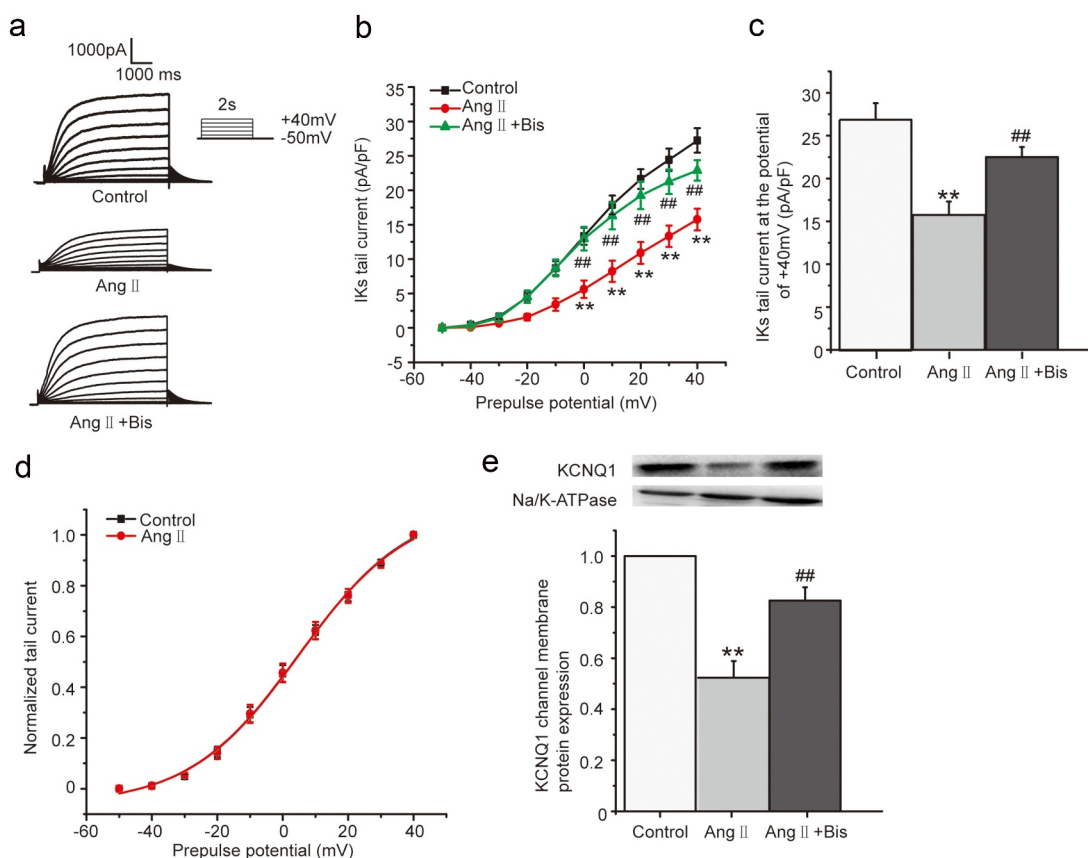 a
1000pA
1000 ms
2s
+40mV
-50mV
Control
Ang Ⅱ
Ang Ⅱ +Bis
b
Control
Ang Ⅱ
Ang Ⅱ +Bis
IKs tail current (pA/pF)
35
30
25
20
15
10
5
0
-5
## ## ## ## ##
** ** ** ** **
-60 -40 -20 0 20 40
Prepulse potential (mV)
c
IKs tail current at the potential
of +40mV (pA/pF)
30
25
20
15
10
5
0
**
##
Control Ang Ⅱ Ang Ⅱ +Bis
d
Control
Ang Ⅱ
Normalized tail current
1.0
0.8
0.6
0.4
0.2
0
-60 -40 -20 0 20 40 60
Prepulse potential (mV)
e
KCNQ1
Na/K-ATPase
KCNQ1 channel membrane
protein expression
1.0
0.8
0.6
0.4
0.2
0
**
##
Control Ang Ⅱ Ang Ⅱ +Bis